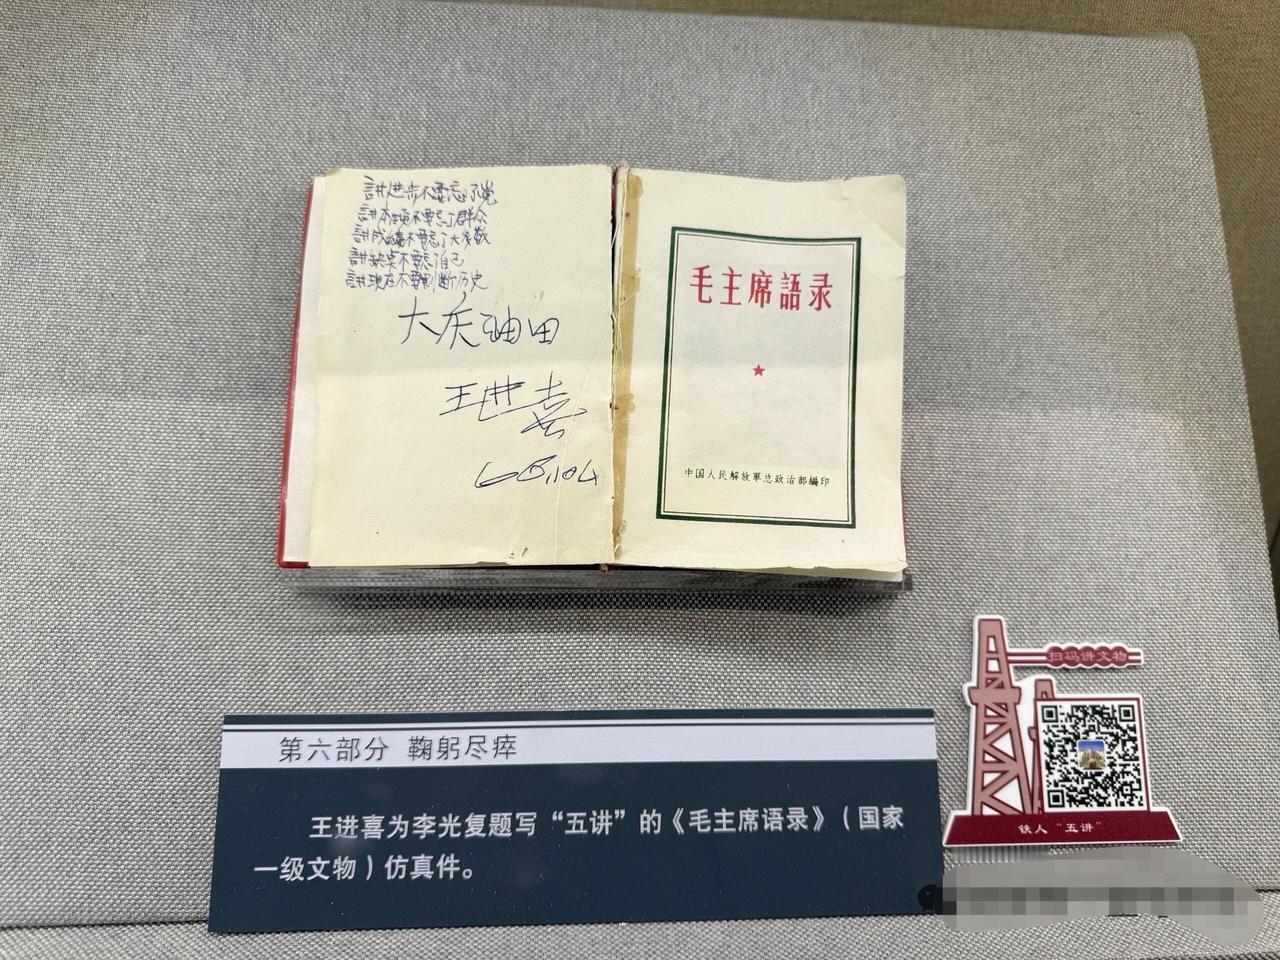 讲进步不要忘了党
讲本领不要忘了群众
讲成绩不要忘了大多数
讲缺点不要忘了自己
讲现在不要割断历史
大庆油田
王进喜
毛主席語录
中国人民解放軍总政治部編印
扫码讲文物
铁人“五讲”
第六部分 鞠躬尽瘁
王进喜为李光复题写“五讲”的《毛主席语录》(国家
一级文物)仿真件。